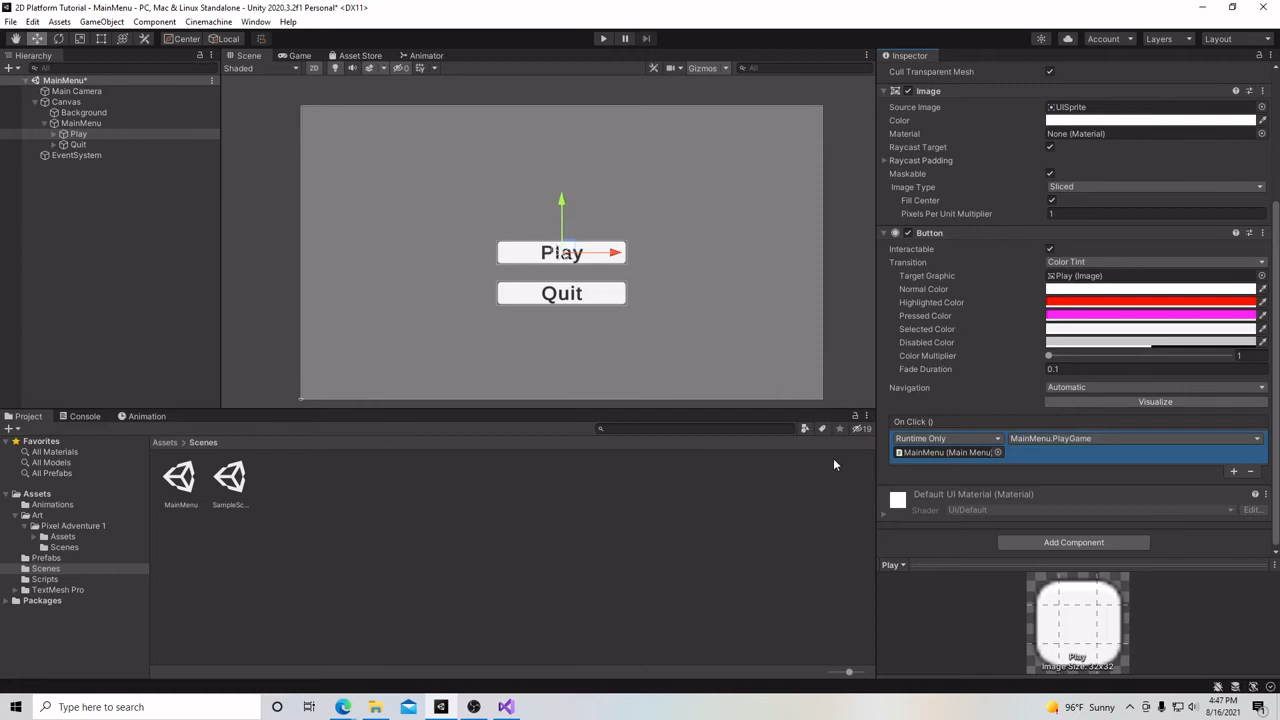 2D Platform Tutorial - MainMenu - PC, Mac & Linux Standalone - Unity 2020.3.2f1 Personal* <DX11>
File Edit Assets GameObject Component Cinemachine Window Help
Center Local Account Layers Layout
Hierarchy
All
MainMenu*
Main Camera
Canvas
Background
MainMenu
Play
Quit
EventSystem
Scene Game Asset Store Animator
Shaded 2D 0 Gizmos All
Play
Quit
Inspector
Cull Transparent Mesh
Image
Source Image UISprite
Color
Material None (Material)
Raycast Target
Raycast Padding
Maskable
Image Type Sliced
Fill Center
Pixels Per Unit Multiplier 1
Button
Interactable
Transition Color Tint
Target Graphic Play (Image)
Normal Color
Highlighted Color
Pressed Color
Selected Color
Disabled Color
Color Multiplier 1
Fade Duration 0.1
Navigation Automatic
Visualize
On Click ()
Runtime Only MainMenu.PlayGame
MainMenu (Main Menu)
Default UI Material (Material)
Shader UI/Default Edit...
Add Component
Play
Play
Image Size: 32x32
Project Console Animation
19
Favorites
All Materials
All Models
All Prefabs
Assets
Animations
Art
Pixel Adventure 1
Assets
Scenes
Prefabs
Scenes
Scripts
TextMesh Pro
Packages
Assets Scenes
MainMenu SampleSc...
Type here to search
96°F Sunny
4:47 PM
8/16/2021
1